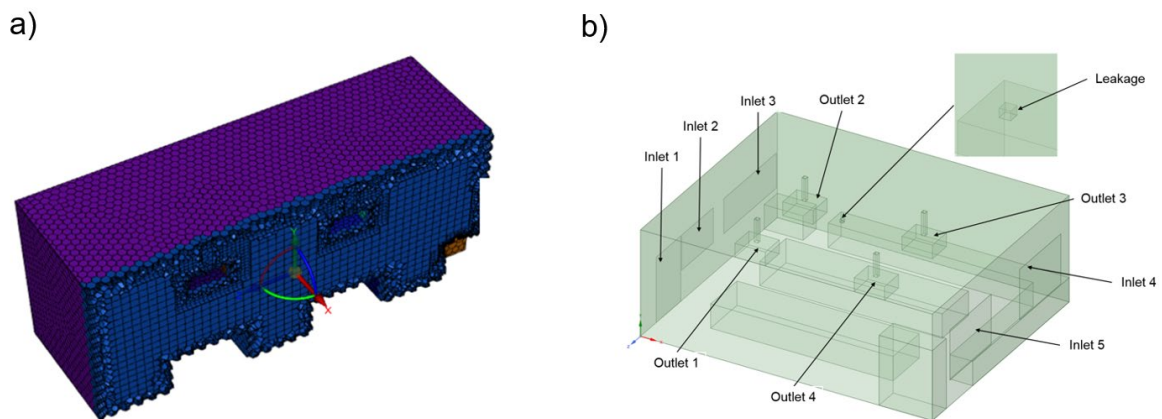 a)
b)
Leakage
Inlet 3
Outlet 2
Inlet 2
Inlet 1
Outlet 3
Inlet 4
Inlet 5
Outlet 1
Outlet 4
Y
X